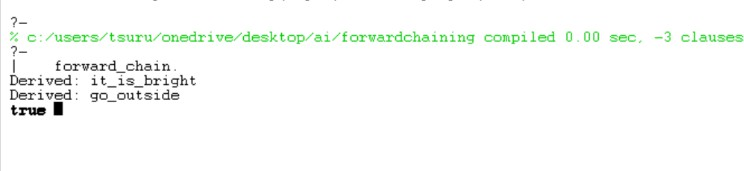 ?-
% c:/users/tsuru/onedrive/desktop/ai/forwardchaining compiled 0.00 sec, -3 clauses
?-
|    forward_chain.
Derived: it_is_bright
Derived: go_outside
true